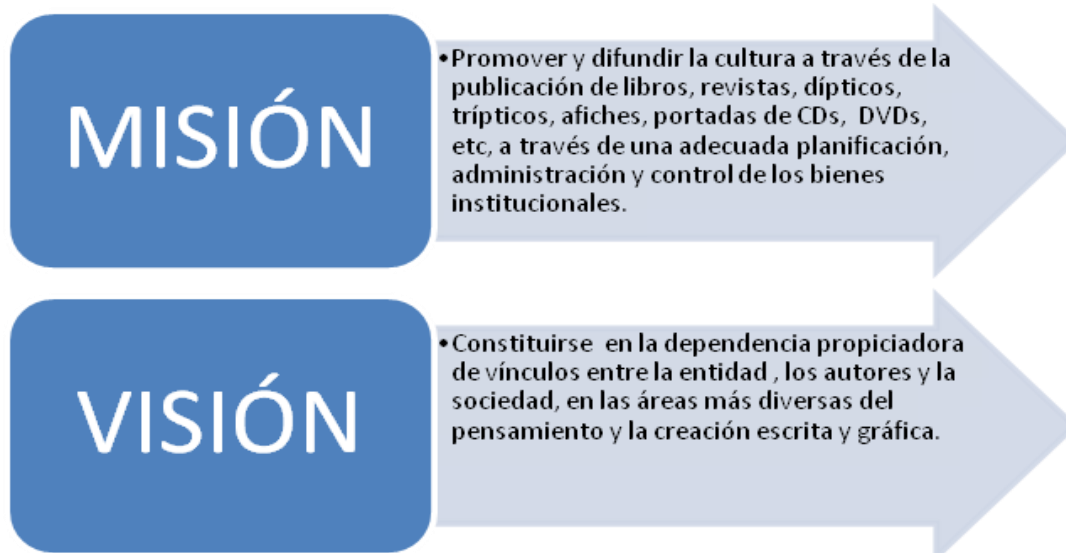 MISIÓN
•Promover y difundir la cultura a través de la
publicación de libros, revistas, dípticos,
trípticos, afiches, portadas de CDs,  DVDs,
etc, a través de una adecuada planificación,
administración y control de los bienes
institucionales.
VISIÓN
•Constituirse  en la dependencia propiciadora
de vínculos entre la entidad , los autores y la
sociedad, en las áreas más diversas del
pensamiento y la creación escrita y gráfica.